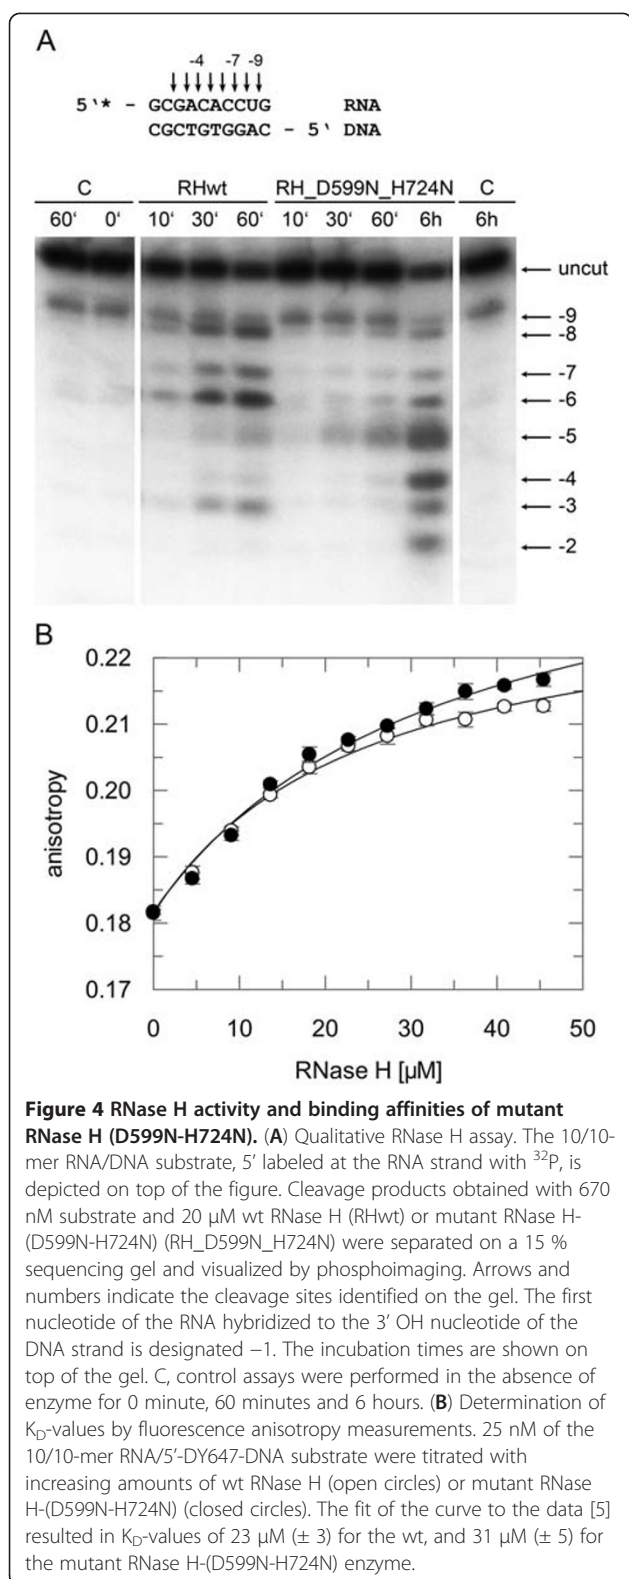 A
-4 -7 -9
5'* - GCGACACCUG RNA
CGCTGTGGAC - 5' DNA
C RHwt RH_D599N_H724N C
60' 0' 10' 30' 60' 10' 30' 60' 6h 6h
uncut
-9
-8
-7
-6
-5
-4
-3
-2
B
0.22
0.21
0.20
0.19
0.18
0.17
anisotropy
0 10 20 30 40 50
RNase H [µM]
Figure 4 RNase H activity and binding affinities of mutant
RNase H (D599N-H724N). (A) Qualitative RNase H assay. The 10/10-
mer RNA/DNA substrate, 5’ labeled at the RNA strand with ³²P, is
depicted on top of the figure. Cleavage products obtained with 670
nM substrate and 20 μM wt RNase H (RHwt) or mutant RNase H-
(D599N-H724N) (RH_D599N_H724N) were separated on a 15 %
sequencing gel and visualized by phosphoimaging. Arrows and
numbers indicate the cleavage sites identified on the gel. The first
nucleotide of the RNA hybridized to the 3’ OH nucleotide of the
DNA strand is designated −1. The incubation times are shown on
top of the gel. C, control assays were performed in the absence of
enzyme for 0 minute, 60 minutes and 6 hours. (B) Determination of
K_D-values by fluorescence anisotropy measurements. 25 nM of the
10/10-mer RNA/5’-DY647-DNA substrate were titrated with
increasing amounts of wt RNase H (open circles) or mutant RNase
H-(D599N-H724N) (closed circles). The fit of the curve to the data [5]
resulted in K_D-values of 23 μM (± 3) for the wt, and 31 μM (± 5) for
the mutant RNase H-(D599N-H724N) enzyme.